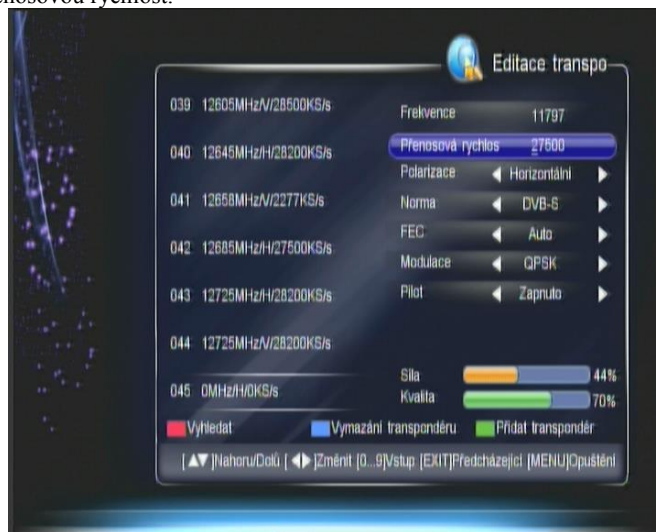 enosovou rychlost.
Editace transpo
039 12605MHz/V/28500KS/s
040 12645MHz/H/28200KS/s
041 12658MHz/V/2277KS/s
042 12685MHz/H/27500KS/s
043 12725MHz/H/28200KS/s
044 12725MHz/V/28200KS/s
045 0MHz/H/0KS/s
Frekvence 11797
Přenosová rychlos 27500
Polarizace Horizontální
Norma DVB-S
FEC Auto
Modulace QPSK
Pilot Zapnuto
Síla 44%
Kvalita 70%
Vyhledat Vymazání transpondéru Přidat transpondér
[▲▼]Nahoru/Dolů [◀▶]Změnit [0...9]Vstup [EXIT]Předcházející [MENU]Opuštění